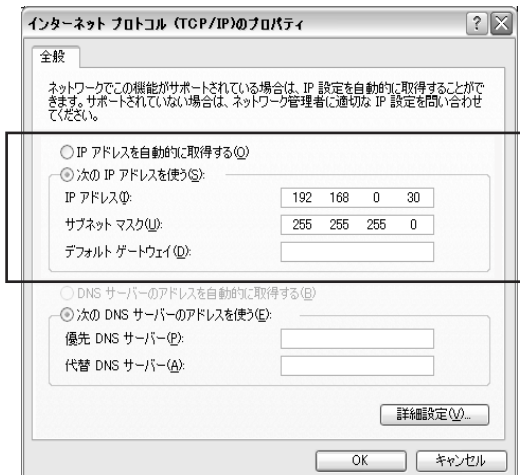 インターネット プロトコル (TCP/IP)のプロパティ
全般
ネットワークでこの機能がサポートされている場合は、IP 設定を自動的に取得することがで
きます。サポートされていない場合は、ネットワーク管理者に適切な IP 設定を問い合わせ
てください。
IP アドレスを自動的に取得する(O)
次の IP アドレスを使う(S):
IP アドレス(I): 192 168 0 30
サブネット マスク(U): 255 255 255 0
デフォルト ゲートウェイ(D):
DNS サーバーのアドレスを自動的に取得する(B)
次の DNS サーバーのアドレスを使う(E):
優先 DNS サーバー(P):
代替 DNS サーバー(A):
詳細設定(V)...
OK キャンセル